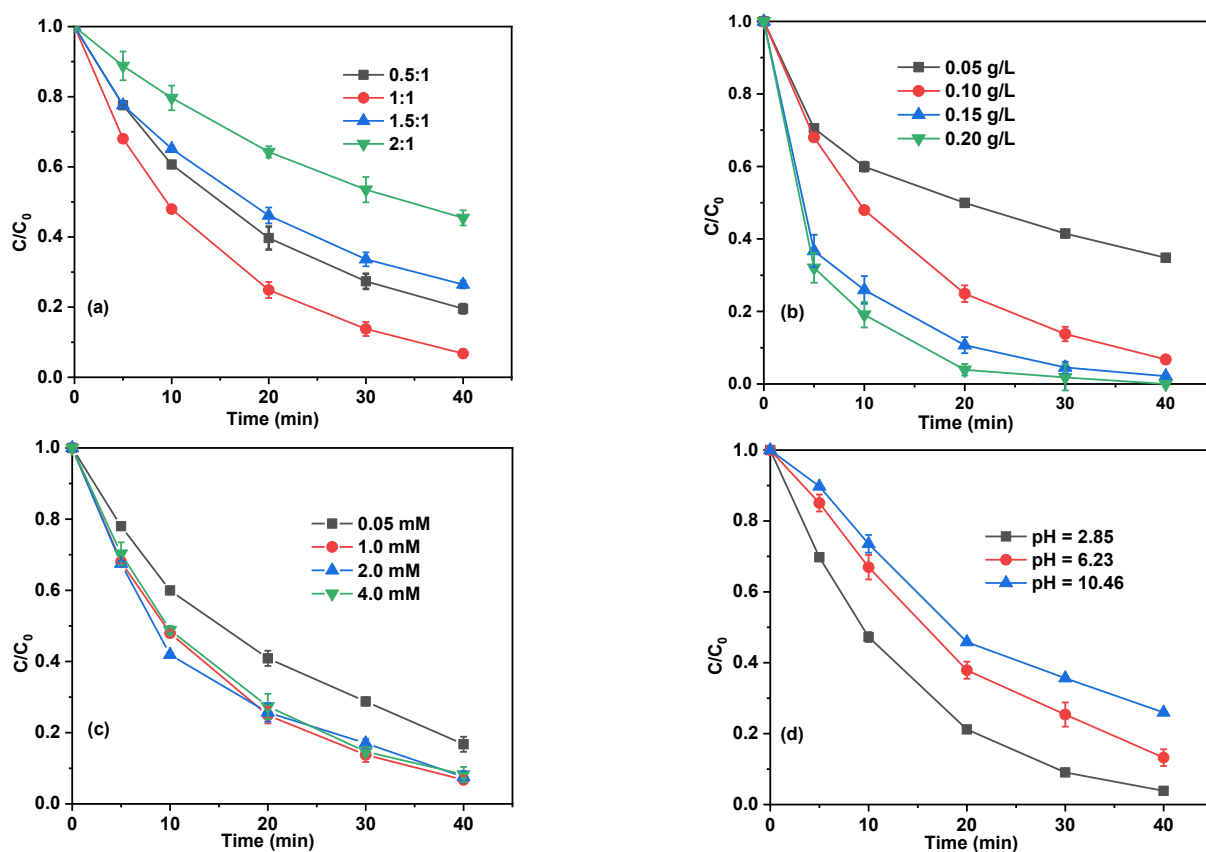 1.0
0.8
0.6
0.4
0.2
0.0
C/C0
0.5:1
1:1
1.5:1
2:1
(a)
0 10 20 30 40
Time (min)
1.0
0.8
0.6
0.4
0.2
0.0
C/C0
0.05 g/L
0.10 g/L
0.15 g/L
0.20 g/L
(b)
0 10 20 30 40
Time (min)
1.0
0.8
0.6
0.4
0.2
0.0
C/C0
0.05 mM
1.0 mM
2.0 mM
4.0 mM
(c)
0 10 20 30 40
Time (min)
1.0
0.8
0.6
0.4
0.2
0.0
C/C0
pH = 2.85
pH = 6.23
pH = 10.46
(d)
0 10 20 30 40
Time (min)